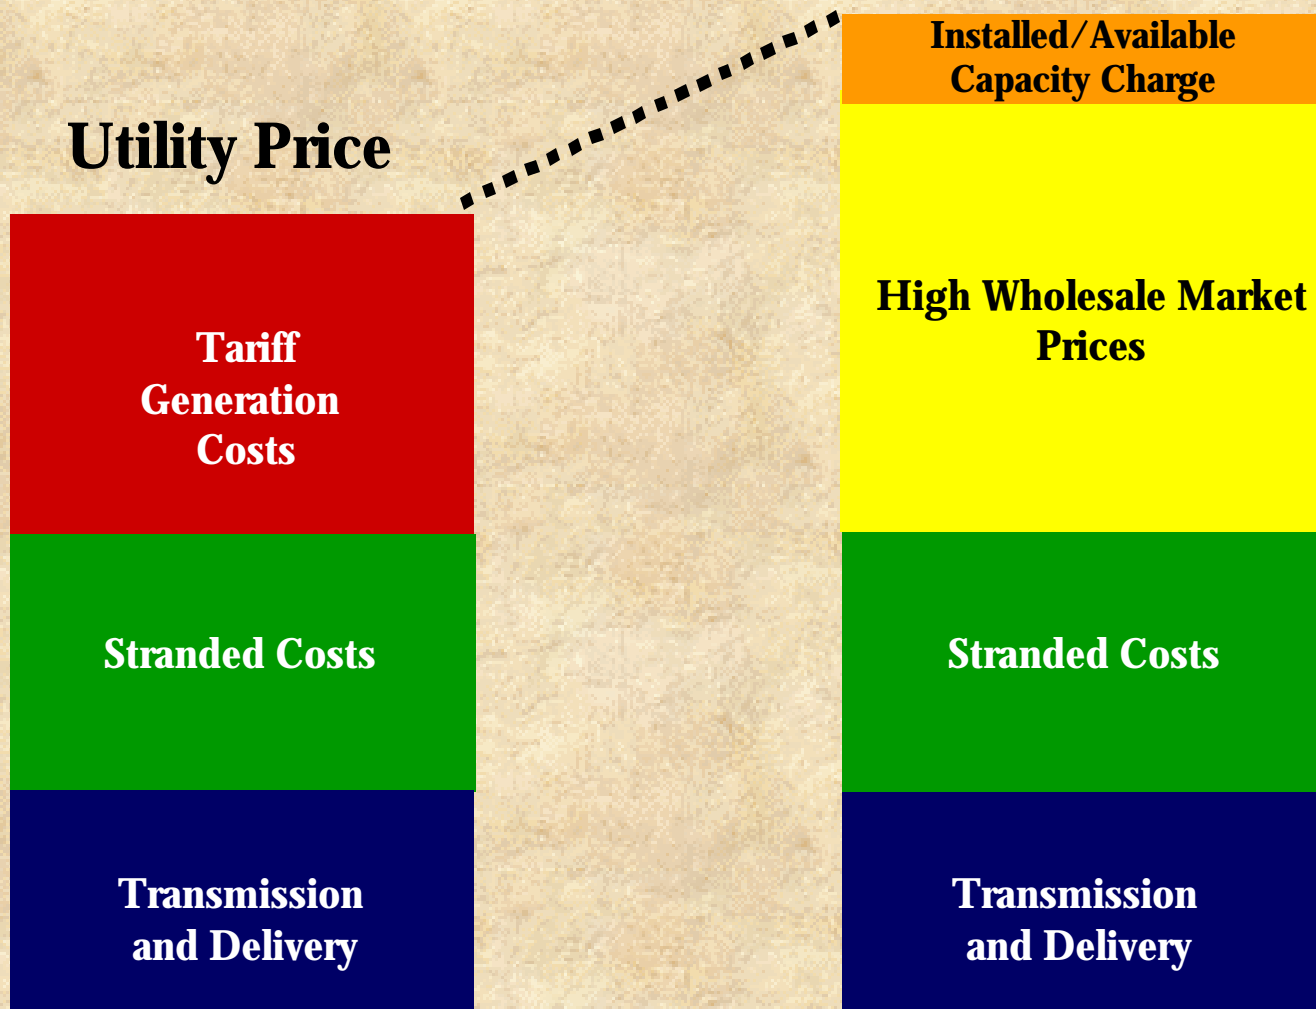 Utility Price
Tariff
Generation
Costs
Stranded Costs
Transmission
and Delivery
Installed/Available
Capacity Charge
High Wholesale Market
Prices
Stranded Costs
Transmission
and Delivery